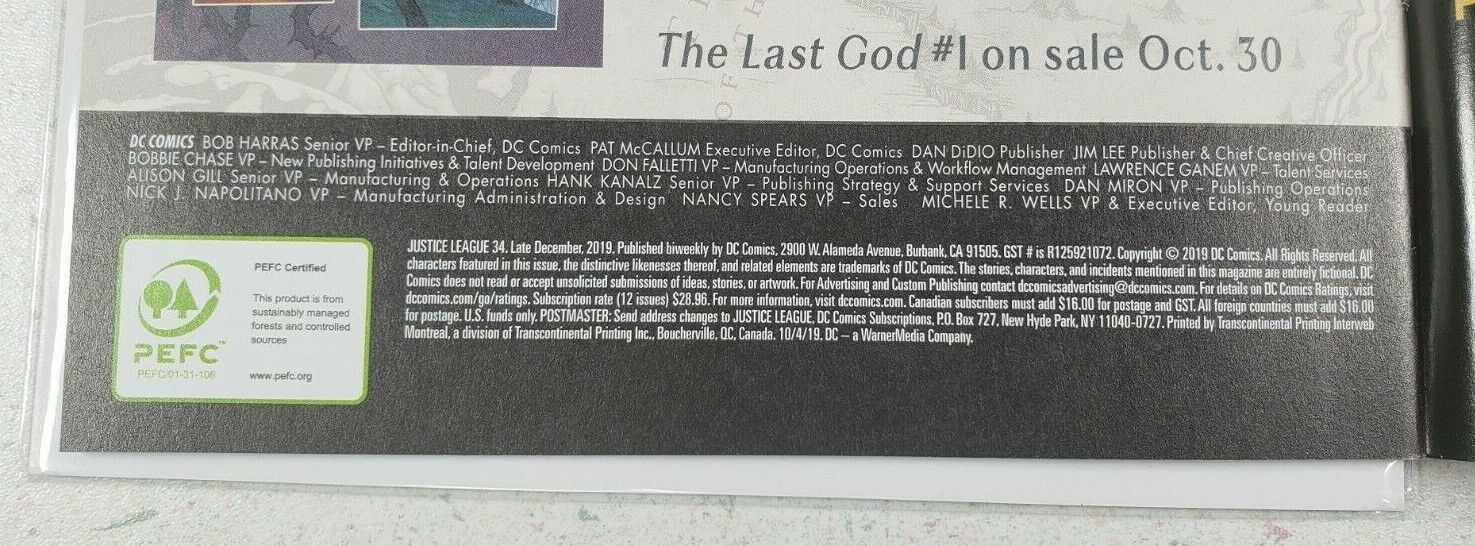 The Last God #1 on sale Oct. 30
DC COMICS BOB HARRAS Senior VP – Editor-in-Chief, DC Comics PAT McCALLUM Executive Editor, DC Comics DAN DiDIO Publisher JIM LEE Publisher & Chief Creative Officer
BOBBIE CHASE VP – New Publishing Initiatives & Talent Development DON FALLETTI VP – Manufacturing Operations & Workflow Management LAWRENCE GANEM VP – Talent Services
ALISON GILL Senior VP – Manufacturing & Operations HANK KANALZ Senior VP – Publishing Strategy & Support Services DAN MIRON VP – Publishing Operations
NICK J. NAPOLITANO VP – Manufacturing Administration & Design NANCY SPEARS VP – Sales MICHELE R. WELLS VP & Executive Editor, Young Reader
PEFC Certified
This product is from
sustainably managed
forests and controlled
sources
www.pefc.org
PEFC™
PEFC/01-31-106
JUSTICE LEAGUE 34. Late December, 2019. Published biweekly by DC Comics, 2900 W. Alameda Avenue, Burbank, CA 91505. GST # is R125921072. Copyright © 2019 DC Comics. All Rights Reserved. All
characters featured in this issue, the distinctive likenesses thereof, and related elements are trademarks of DC Comics. The stories, characters, and incidents mentioned in this magazine are entirely fictional. DC
Comics does not read or accept unsolicited submissions of ideas, stories, or artwork. For Advertising and Custom Publishing contact dccomicsadvertising@dccomics.com. For details on DC Comics Ratings, visit
dccomics.com/go/ratings. Subscription rate (12 issues) $28.96. For more information, visit dccomics.com. Canadian subscribers must add $16.00 for postage and GST. All foreign countries must add $16.00
for postage. U.S. funds only. POSTMASTER: Send address changes to JUSTICE LEAGUE, DC Comics Subscriptions, P.O. Box 727, New Hyde Park, NY 11040-0727. Printed by Transcontinental Printing Interweb
Montreal, a division of Transcontinental Printing Inc., Boucherville, QC, Canada. 10/4/19. DC – a WarnerMedia Company.